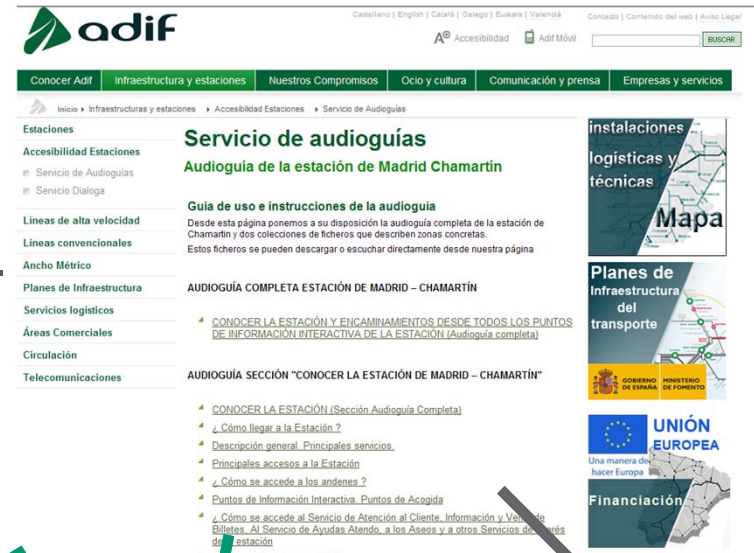 adif
Castellano | English | Català | Galego | Euskara | Valencià
Contacto | Contenido del web | Aviso Legal
A Accesibilidad
Adif Móvil
BUSCAR
Conocer Adif
Infraestructura y estaciones
Nuestros Compromisos
Ocio y cultura
Comunicación y prensa
Empresas y servicios
Inicio Infraestructuras y estaciones Accesibilidad Estaciones Servicio de Audioguías
Estaciones
Accesibilidad Estaciones
Servicio de Audioguías
Servicio Dialoga
Líneas de alta velocidad
Líneas convencionales
Ancho Métrico
Planes de Infraestructura
Servicios logísticos
Áreas Comerciales
Circulación
Telecomunicaciones
Servicio de audioguías
Audioguía de la estación de Madrid Chamartín
Guía de uso e instrucciones de la audioguia
Desde esta página ponemos a su disposición la audioguía completa de la estación de
Chamartín y dos colecciones de ficheros que describen zonas concretas.
Estos ficheros se pueden descargar o escuchar directamente desde nuestra página
AUDIOGUÍA COMPLETA ESTACIÓN DE MADRID – CHAMARTÍN
CONOCER LA ESTACIÓN Y ENCAMINAMIENTOS DESDE TODOS LOS PUNTOS
DE INFORMACIÓN INTERACTIVA DE LA ESTACIÓN (Audioguía completa)
AUDIOGUÍA SECCIÓN "CONOCER LA ESTACIÓN DE MADRID – CHAMARTÍN"
CONOCER LA ESTACIÓN (Sección Audioguía Completa)
¿ Cómo llegar a la Estación ?
Descripción general. Principales servicios.
Principales accesos a la Estación
¿ Cómo se accede a los andenes ?
Puntos de Información Interactiva. Puntos de Acogida
¿ Cómo se accede al Servicio de Atención al Cliente, Información y de
Billetes, Al Servicio de Ayudas Atendo, a los Aseos y a otros Servicios de
estación
instalaciones
logísticas y
técnicas
Mapa
Planes de
Infraestructura
del
transporte
GOBIERNO
DE ESPAÑA
MINISTERIO
DE FOMENTO
UNIÓN
EUROPEA
Una manera de
hacer Europa
Financiación